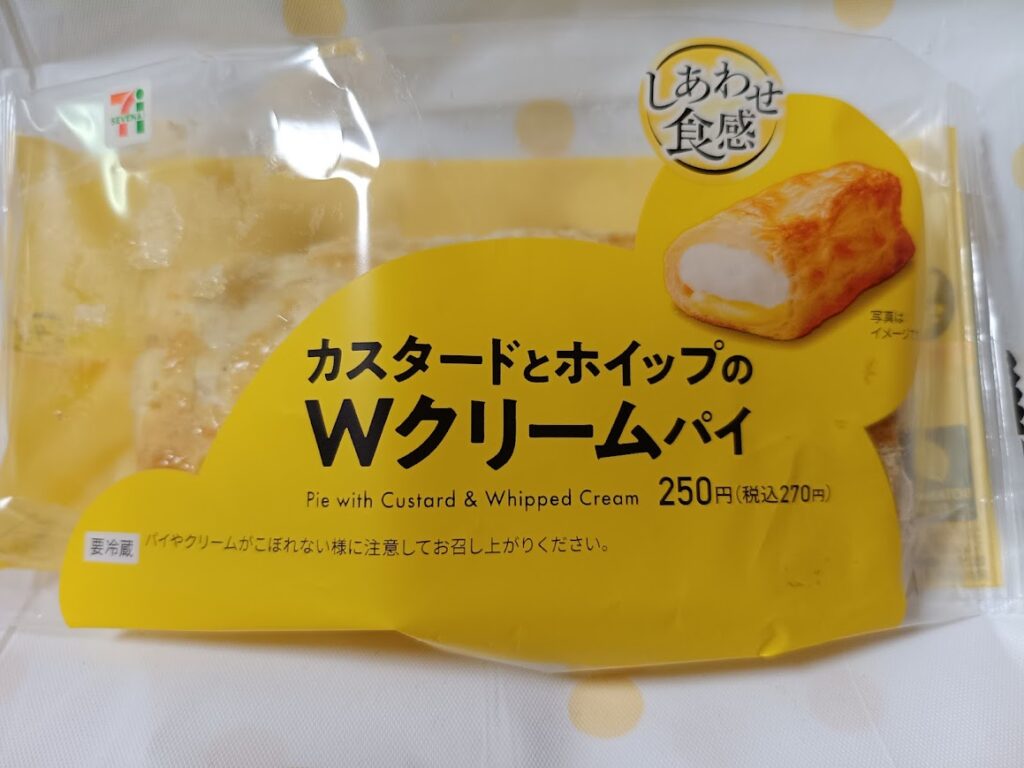 7
SEVEN
しあわせ
食感
写真は
イメージ
カスタードとホイップの
Wクリームパイ
Pie with Custard & Whipped Cream 250円(税込270円)
要冷蔵 パイやクリームがこぼれない様に注意してお召し上がりください。